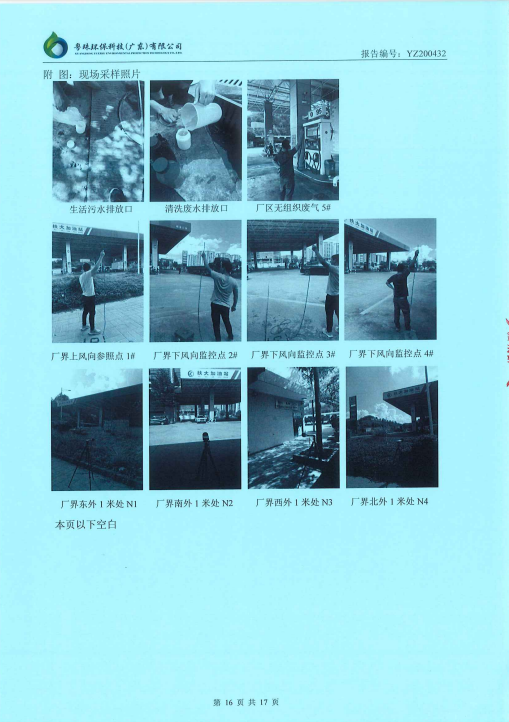 粤珠环保科技(广东)有限公司
报告编号：YZ200432
附 图：现场采样照片
生活污水排放口
清洗废水排放口
厂区无组织废气 5#
厂界上风向参照点 1#
厂界下风向监控点 2#
厂界下风向监控点 3#
厂界下风向监控点 4#
厂界东外 1 米处 N1
厂界南外 1 米处 N2
厂界西外 1 米处 N3
厂界北外 1 米处 N4
本页以下空白
第 16 页 共 17 页